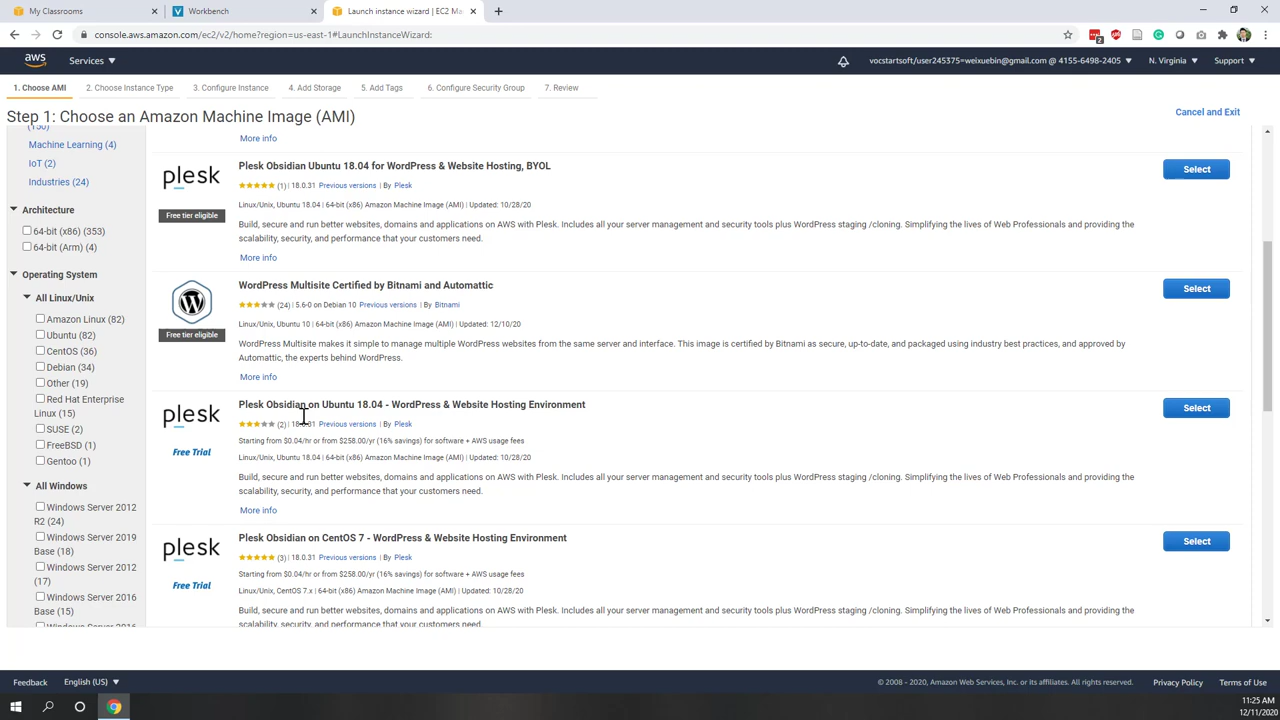 My Classrooms
Workbench
Launch instance wizard | EC2 Ma
console.aws.amazon.com/ec2/v2/home?region=us-east-1#LaunchInstanceWizard:
aws
Services
vocstartsoft/user245375=weixuebin@gmail.com @ 4155-6498-2405
N. Virginia
Support
1. Choose AMI
2. Choose Instance Type
3. Configure Instance
4. Add Storage
5. Add Tags
6. Configure Security Group
7. Review
Step 1: Choose an Amazon Machine Image (AMI)
Cancel and Exit
Machine Learning (4)
IoT (2)
Industries (24)
Architecture
64-bit (x86) (353)
64-bit (Arm) (4)
Operating System
All Linux/Unix
Amazon Linux (82)
Ubuntu (82)
CentOS (36)
Debian (34)
Other (19)
Red Hat Enterprise
Linux (15)
SUSE (2)
FreeBSD (1)
Gentoo (1)
All Windows
Windows Server 2012
R2 (24)
Windows Server 2019
Base (18)
Windows Server 2012
(17)
Windows Server 2016
Base (15)
Windows Server 2016
More info
plesk
Free tier eligible
Plesk Obsidian Ubuntu 18.04 for WordPress & Website Hosting, BYOL
(1) | 18.0.31 Previous versions | By Plesk
Linux/Unix, Ubuntu 18.04 | 64-bit (x86) Amazon Machine Image (AMI) | Updated: 10/28/20
Build, secure and run better websites, domains and applications on AWS with Plesk. Includes all your server management and security tools plus WordPress staging /cloning. Simplifying the lives of Web Professionals and providing the
scalability, security, and performance that your customers need.
More info
Select
W
Free tier eligible
WordPress Multisite Certified by Bitnami and Automattic
(24) | 5.6-0 on Debian 10 Previous versions | By Bitnami
Linux/Unix, Ubuntu 10 | 64-bit (x86) Amazon Machine Image (AMI) | Updated: 12/10/20
WordPress Multisite makes it simple to manage multiple WordPress websites from the same server and interface. This image is certified by Bitnami as secure, up-to-date, and packaged using industry best practices, and approved by
Automattic, the experts behind WordPress.
More info
Select
plesk
Free Trial
Plesk Obsidian on Ubuntu 18.04 - WordPress & Website Hosting Environment
(2) | Previous versions | By Plesk
Starting from $0.04/hr or from $258.00/yr (16% savings) for software + AWS usage fees
Linux/Unix, Ubuntu 18.04 | 64-bit (x86) Amazon Machine Image (AMI) | Updated: 10/28/20
Build, secure and run better websites, domains and applications on AWS with Plesk. Includes all your server management and security tools plus WordPress staging /cloning. Simplifying the lives of Web Professionals and providing the
scalability, security, and performance that your customers need.
More info
Select
plesk
Free Trial
Plesk Obsidian on CentOS 7 - WordPress & Website Hosting Environment
(3) | 18.0.31 Previous versions | By Plesk
Starting from $0.04/hr or from $258.00/yr (16% savings) for software + AWS usage fees
Linux/Unix, CentOS 7.x | 64-bit (x86) Amazon Machine Image (AMI) | Updated: 10/28/20
Build, secure and run better websites, domains and applications on AWS with Plesk. Includes all your server management and security tools plus WordPress staging /cloning. Simplifying the lives of Web Professionals and providing the
scalability, security, and performance that your customers need.
Select
Feedback
English (US)
© 2008 - 2020, Amazon Web Services, Inc. or its affiliates. All rights reserved.
Privacy Policy
Terms of Use
11:25 AM
12/11/2020